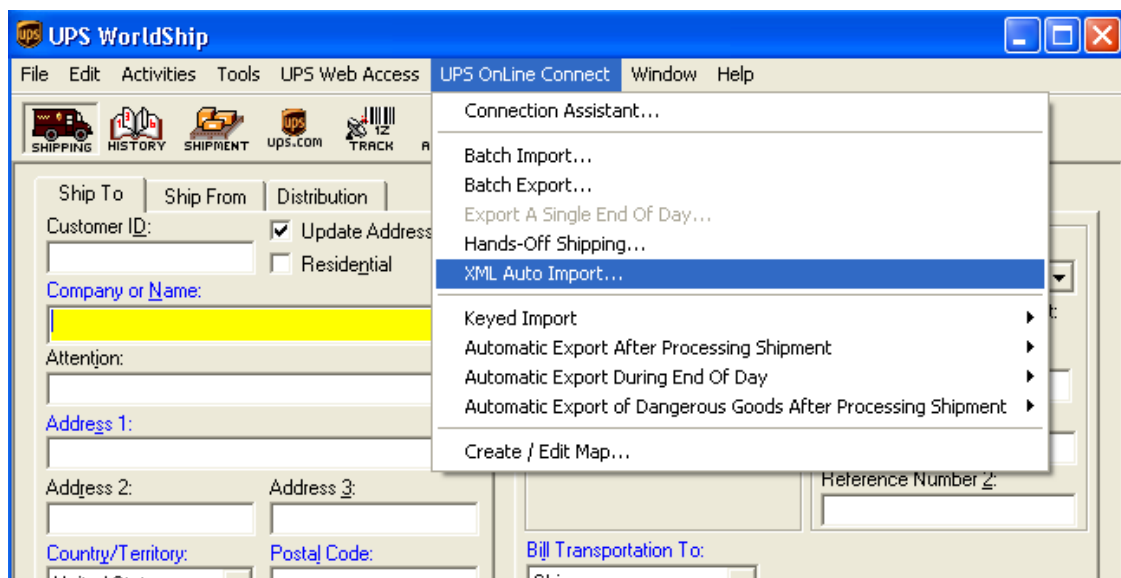 UPS WorldShip
File Edit Activities Tools UPS Web Access UPS OnLine Connect Window Help
SHIPPING HISTORY SHIPMENT ups.com TRACK
Connection Assistant...
Batch Import...
Batch Export...
Export A Single End Of Day...
Hands-Off Shipping...
XML Auto Import...
Keyed Import
Automatic Export After Processing Shipment
Automatic Export During End Of Day
Automatic Export of Dangerous Goods After Processing Shipment
Create / Edit Map...
Ship To Ship From Distribution
Customer ID: Update Address
Residential
Company or Name:
Attention:
Address 1:
Address 2: Address 3:
Country/Territory: Postal Code:
Reference Number 2:
Bill Transportation To: